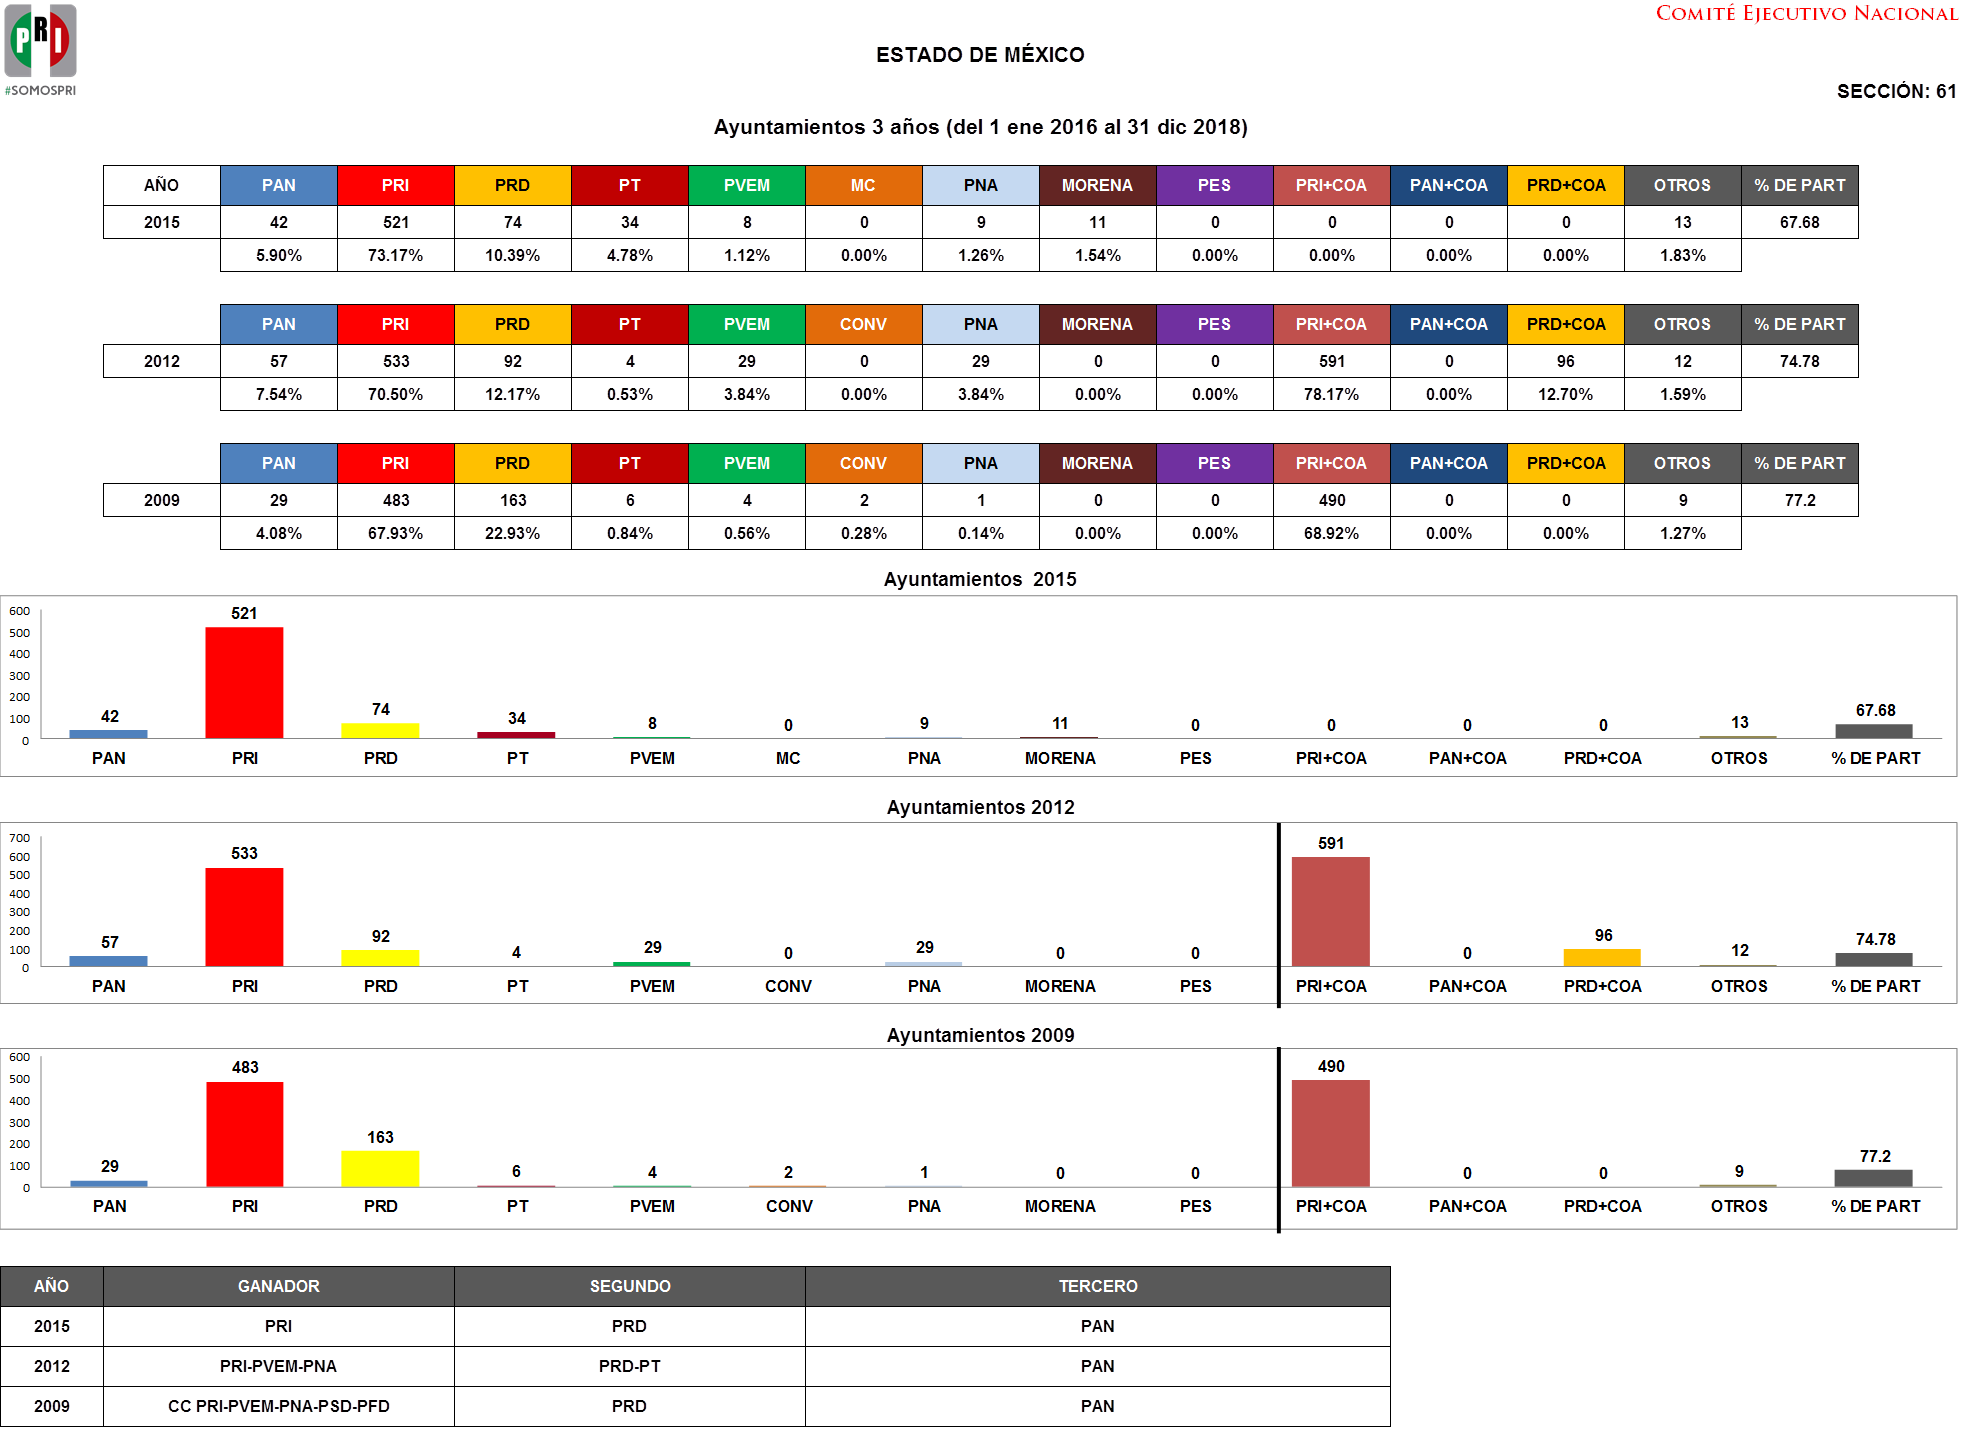 PRI
#SOMOSPRI
COMITÉ EJECUTIVO NACIONAL
ESTADO DE MÉXICO
SECCIÓN: 61
Ayuntamientos 3 años (del 1 ene 2016 al 31 dic 2018)
AÑO PAN PRI PRD PT PVEM MC PNA MORENA PES PRI+COA PAN+COA PRD+COA OTROS % DE PART
2015 42 521 74 34 8 0 9 11 0 0 0 0 13 67.68
5.90% 73.17% 10.39% 4.78% 1.12% 0.00% 1.26% 1.54% 0.00% 0.00% 0.00% 0.00% 1.83%
PAN PRI PRD PT PVEM CONV PNA MORENA PES PRI+COA PAN+COA PRD+COA OTROS % DE PART
2012 57 533 92 4 29 0 29 0 0 591 0 96 12 74.78
7.54% 70.50% 12.17% 0.53% 3.84% 0.00% 3.84% 0.00% 0.00% 78.17% 0.00% 12.70% 1.59%
PAN PRI PRD PT PVEM CONV PNA MORENA PES PRI+COA PAN+COA PRD+COA OTROS % DE PART
2009 29 483 163 6 4 2 1 0 0 490 0 0 9 77.2
4.08% 67.93% 22.93% 0.84% 0.56% 0.28% 0.14% 0.00% 0.00% 68.92% 0.00% 0.00% 1.27%
Ayuntamientos 2015
600
500
400
300
200
100
0
42 521 74 34 8 0 9 11 0 0 0 0 13 67.68
PAN PRI PRD PT PVEM MC PNA MORENA PES PRI+COA PAN+COA PRD+COA OTROS % DE PART
Ayuntamientos 2012
700
600
500
400
300
200
100
0
57 533 92 4 29 0 29 0 0 591 0 96 12 74.78
PAN PRI PRD PT PVEM CONV PNA MORENA PES PRI+COA PAN+COA PRD+COA OTROS % DE PART
Ayuntamientos 2009
600
500
400
300
200
100
0
29 483 163 6 4 2 1 0 0 490 0 0 9 77.2
PAN PRI PRD PT PVEM CONV PNA MORENA PES PRI+COA PAN+COA PRD+COA OTROS % DE PART
AÑO GANADOR SEGUNDO TERCERO
2015 PRI PRD PAN
2012 PRI-PVEM-PNA PRD-PT PAN
2009 CC PRI-PVEM-PNA-PSD-PFD PRD PAN